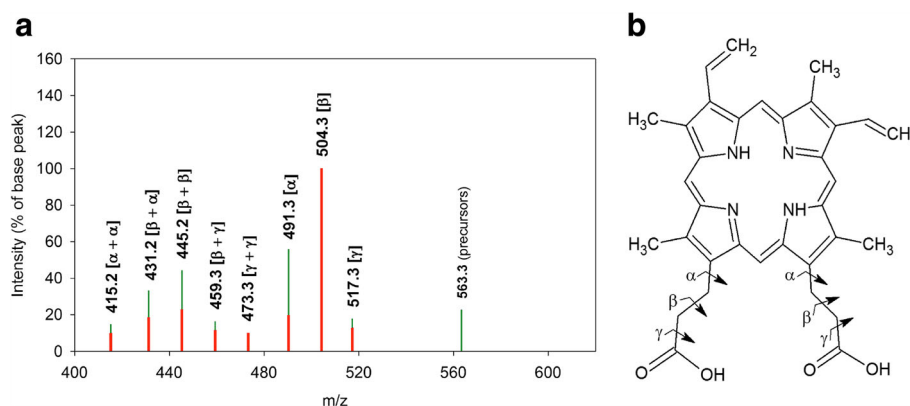 a
b
Intensity (% of base peak)
160
140
120
100
80
60
40
20
0
400
440
480
520
560
600
m/z
415.2 [α + α]
431.2 [β + α]
445.2 [β + β]
459.3 [β + γ]
473.3 [γ + γ]
491.3 [α]
504.3 [β]
517.3 [γ]
563.3 (precursors)
CH₂
CH₃
H₃C
CH
NH
N
N
NH
H₃C
CH₃
α
α
β
β
γ
γ
O
OH
O
OH